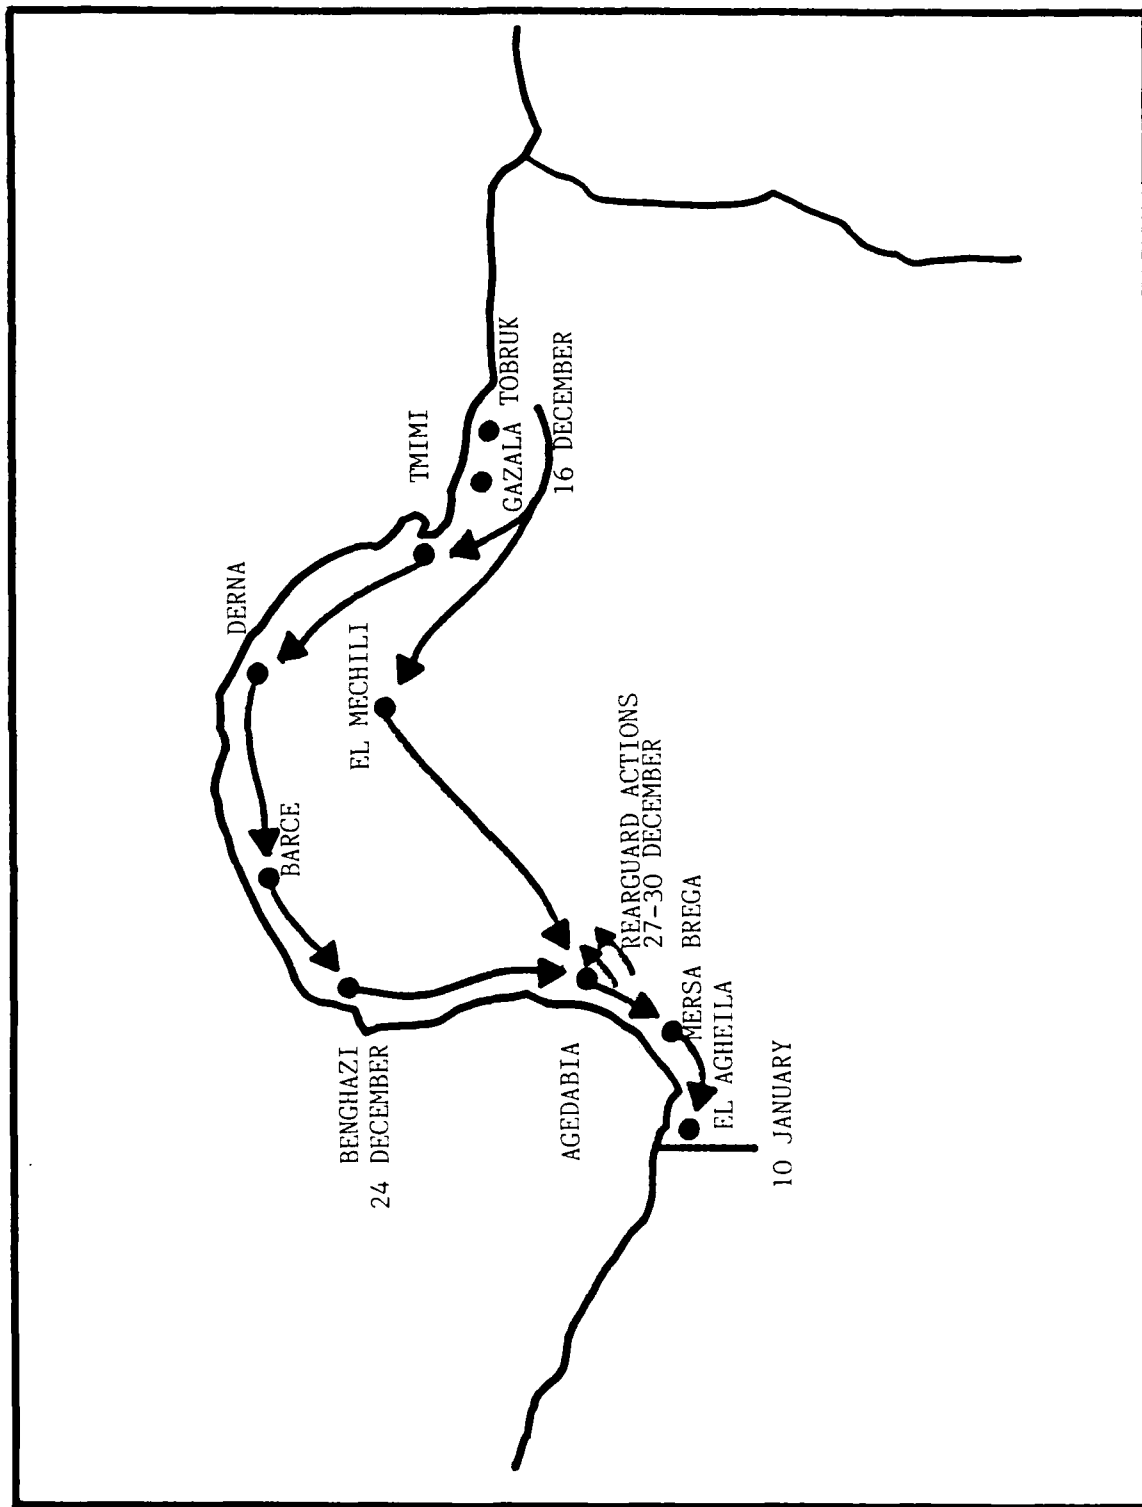 DERNA
TMIMI
BARCE
EL MECHILI
GAZALA
TOBRUK
16 DECEMBER
BENGHAZI
24 DECEMBER
AGEDABIA
REARGUARD ACTIONS
27-30 DECEMBER
MERSA BREGA
EL AGHEILA
10 JANUARY